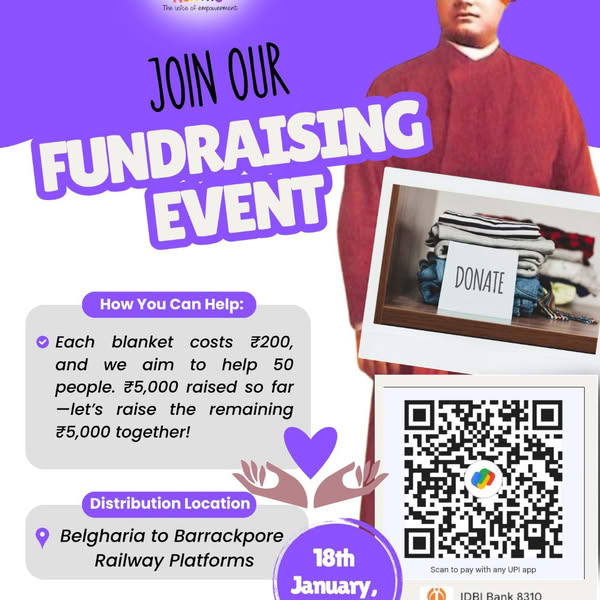 The voice of empowerment
JOIN OUR
FUNDRAISING
EVENT
DONATE
How You Can Help:
Each blanket costs ₹200,
and we aim to help 50
people. ₹5,000 raised so far
—let's raise the remaining
₹5,000 together!
Distribution Location
Belgharia to Barrackpore
Railway Platforms
18th
January,
Scan to pay with any UPI app
IDBI Bank 8310